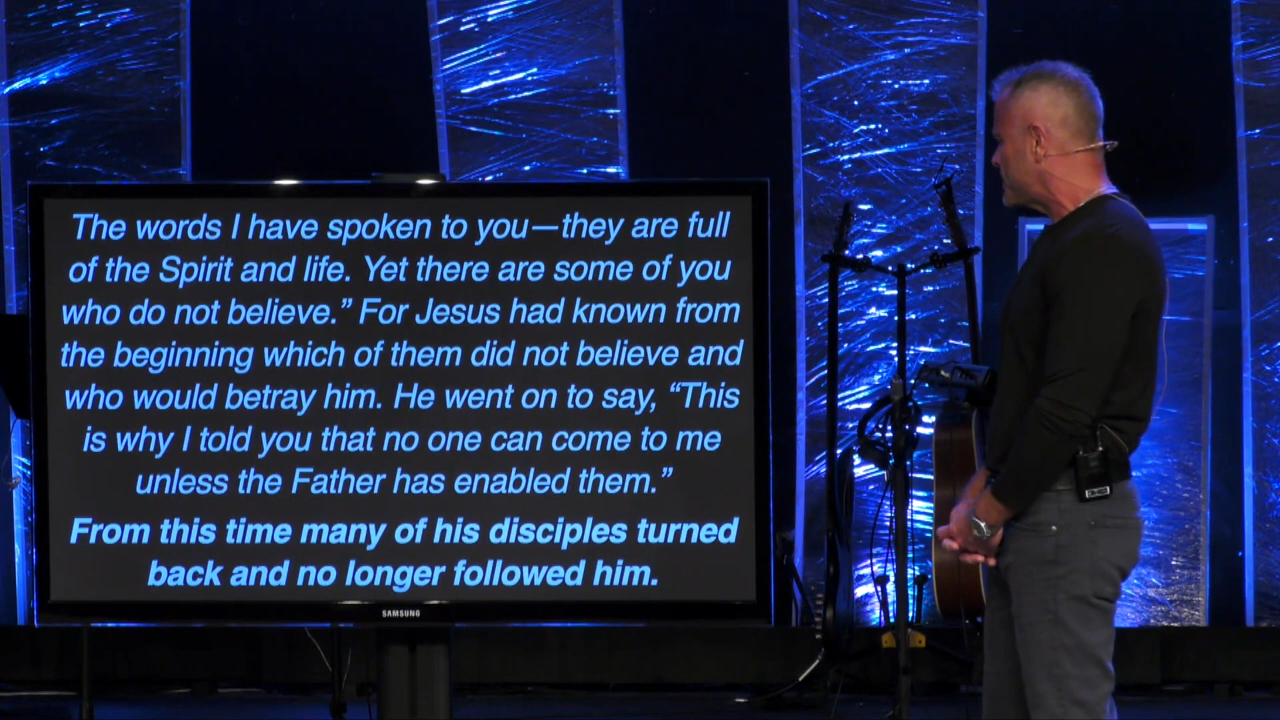 The words I have spoken to you—they are full
of the Spirit and life. Yet there are some of you
who do not believe.” For Jesus had known from
the beginning which of them did not believe and
who would betray him. He went on to say, “This
is why I told you that no one can come to me
unless the Father has enabled them.”
From this time many of his disciples turned
back and no longer followed him.
SAMSUNG